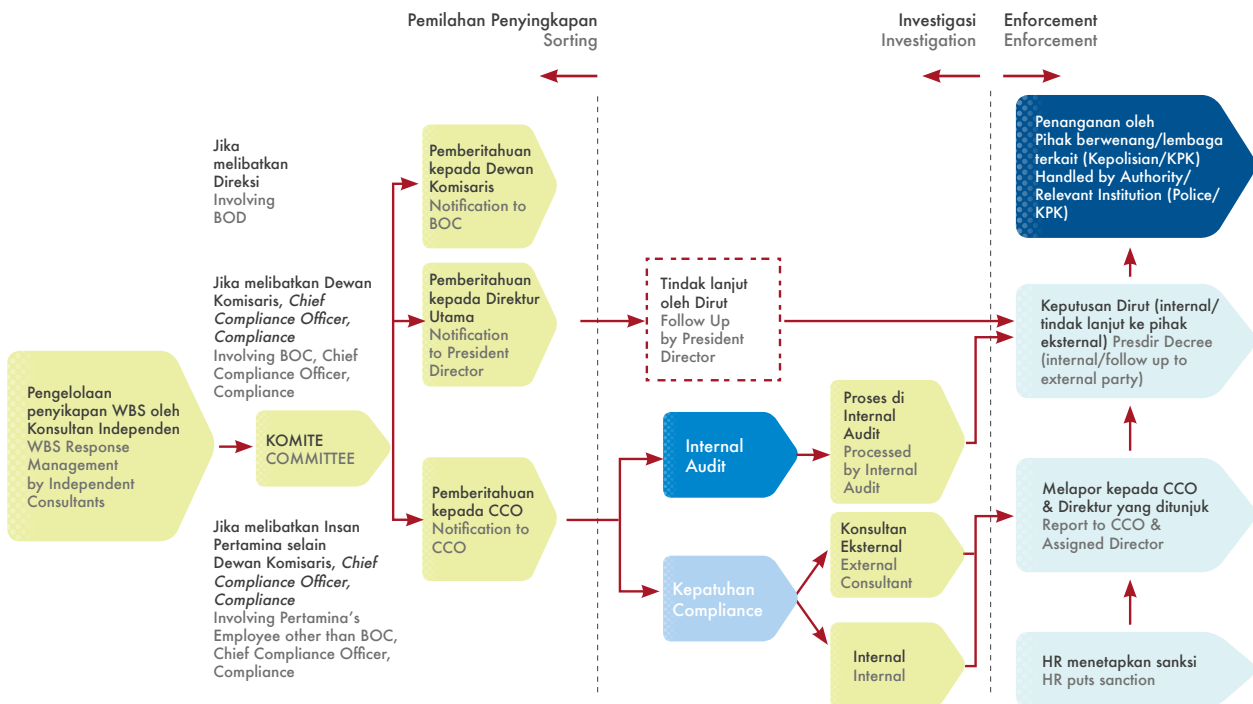 Pemilahan Penyingkapan
Sorting
Investigasi
Investigation
Enforcement
Enforcement
Jika
melibatkan
Direksi
Involving
BOD
Pemberitahuan
kepada Dewan
Komisaris
Notification to
BOC
Penanganan oleh
Pihak berwenang/lembaga
terkait (Kepolisian/KPK)
Handled by Authority/
Relevant Institution (Police/
KPK)
Jika melibatkan Dewan
Komisaris, Chief
Compliance Officer,
Compliance
Involving BOC, Chief
Compliance Officer,
Compliance
Pemberitahuan
kepada Direktur
Utama
Notification
to President
Director
Tindak lanjut
oleh Dirut
Follow Up
by President
Director
Keputusan Dirut (internal/
tindak lanjut ke pihak
eksternal) Presdir Decree
(internal/follow up to
external party)
Pengelolaan
penyikapan WBS oleh
Konsultan Independen
WBS Response
Management
by Independent
Consultants
KOMITE
COMMITTEE
Internal
Audit
Proses di
Internal
Audit
Processed
by Internal
Audit
Pemberitahuan
kepada CCO
Notification to
CCO
Melapor kepada CCO
& Direktur yang ditunjuk
Report to CCO &
Assigned Director
Jika melibatkan Insan
Pertamina selain
Dewan Komisaris, Chief
Compliance Officer,
Compliance
Involving Pertamina's
Employee other than BOC,
Chief Compliance Officer,
Compliance
Kepatuhan
Compliance
Konsultan
Eksternal
External
Consultant
Internal
Internal
HR menetapkan sanksi
HR puts sanction